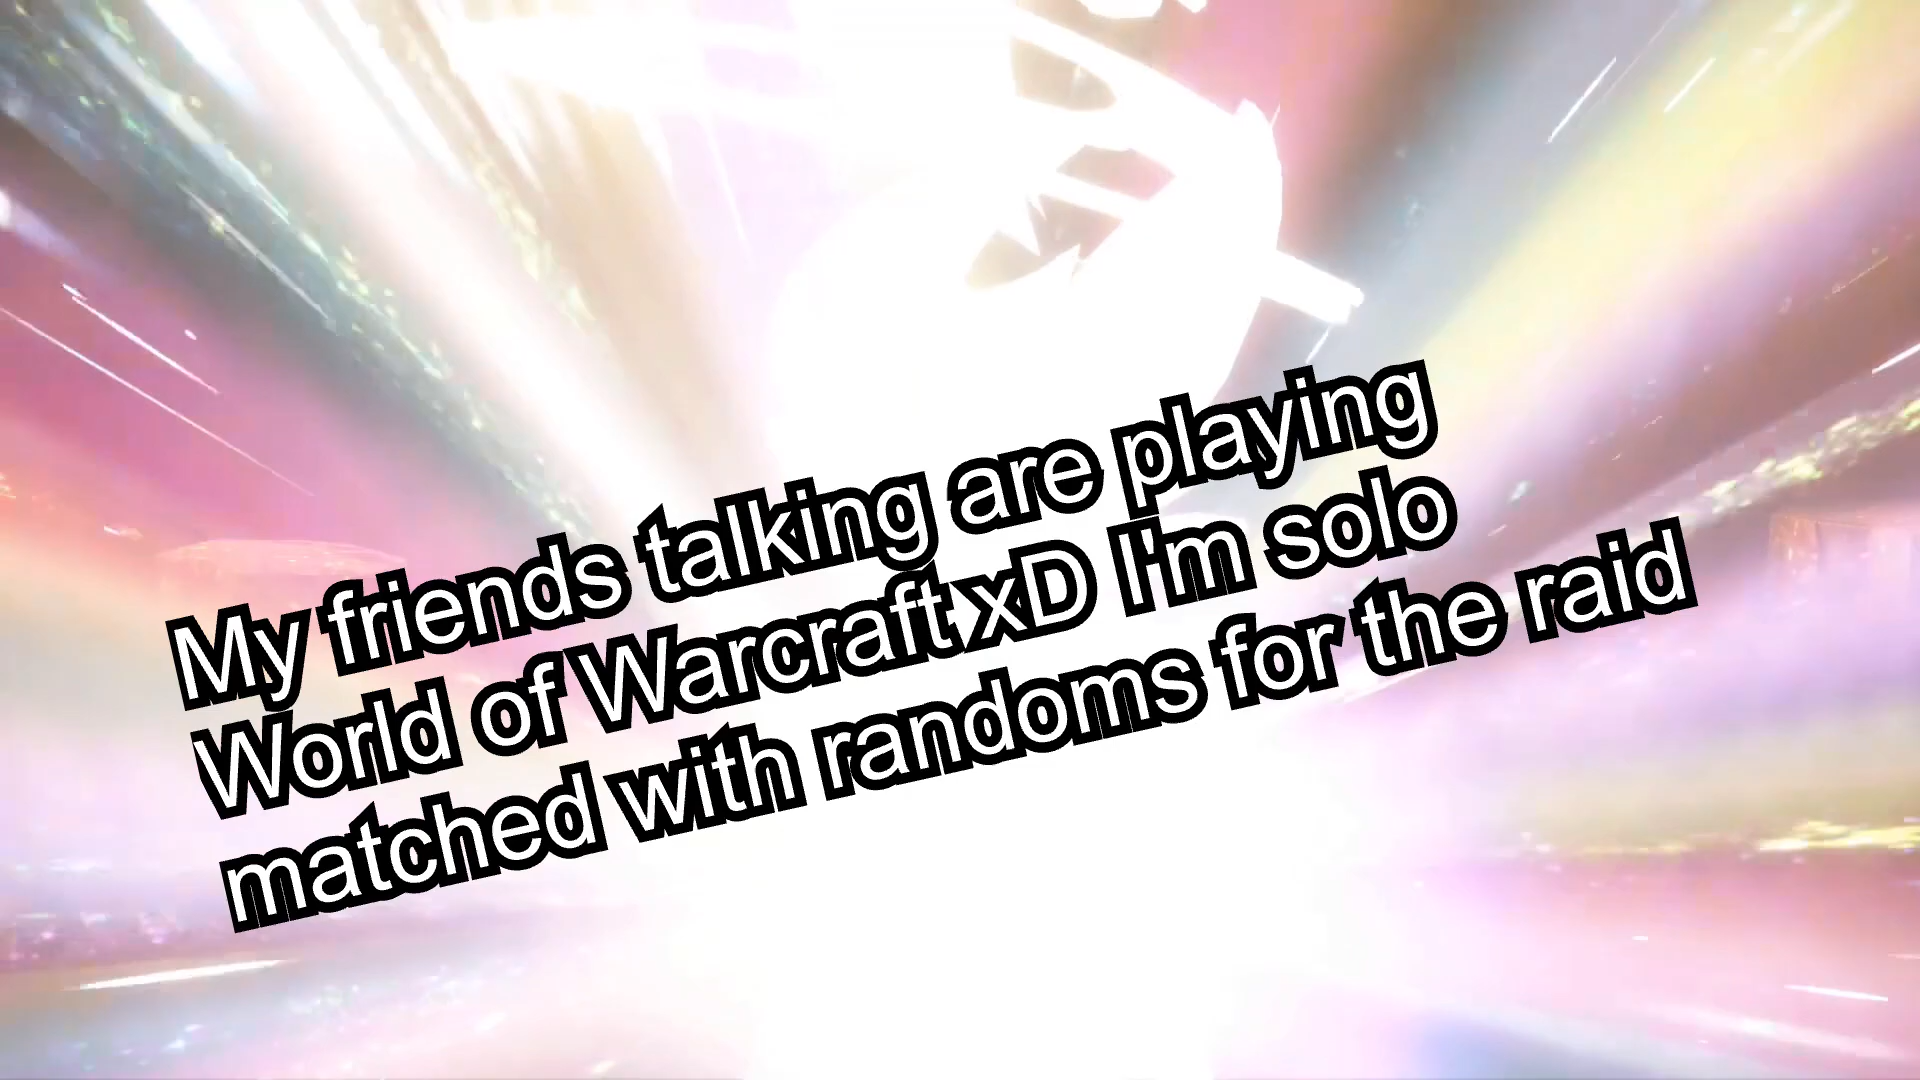 My friends talking are playing
World of Warcraft xD I'm solo
matched with randoms for the raid